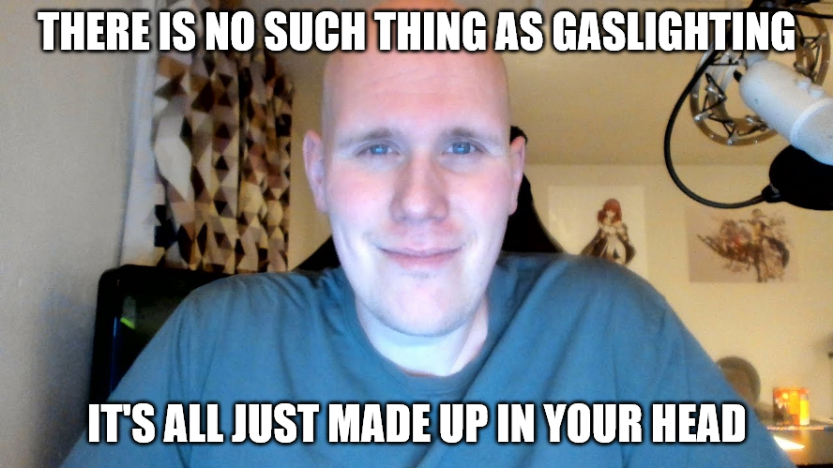 THERE IS NO SUCH THING AS GASLIGHTING
IT'S ALL JUST MADE UP IN YOUR HEAD